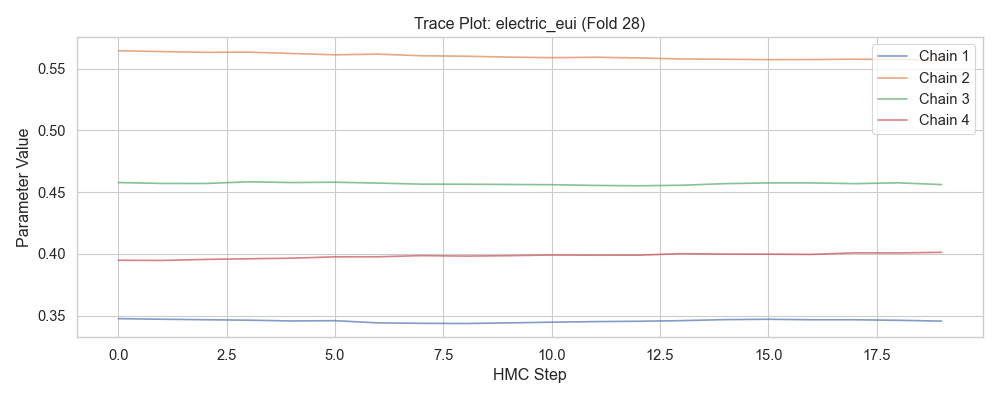 Trace Plot: electric_eui (Fold 28)
Chain 1
Chain 2
Chain 3
Chain 4
Parameter Value
0.55
0.50
0.45
0.40
0.35
0.0 2.5 5.0 7.5 10.0 12.5 15.0 17.5
HMC Step